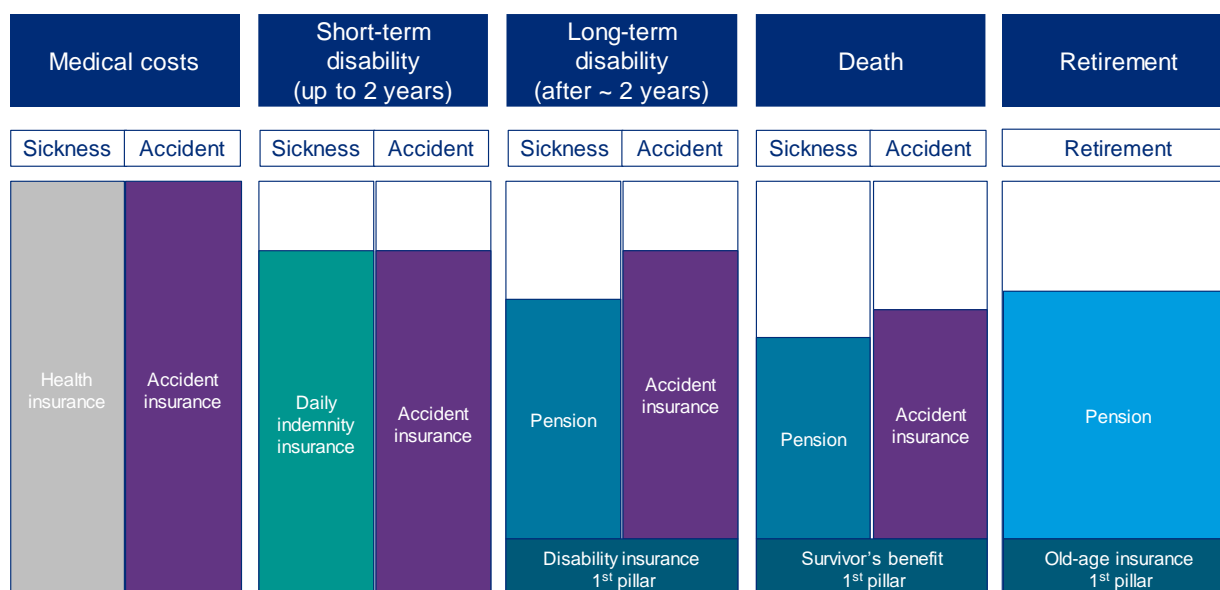 Medical costs
Short-term
disability
(up to 2 years)
Long-term
disability
(after ~ 2 years)
Death
Retirement
Sickness
Accident
Sickness
Accident
Sickness
Accident
Sickness
Accident
Retirement
Health
insurance
Accident
insurance
Daily
indemnity
insurance
Accident
insurance
Pension
Accident
insurance
Pension
Accident
insurance
Pension
Disability insurance
1st pillar
Survivor’s benefit
1st pillar
Old-age insurance
1st pillar